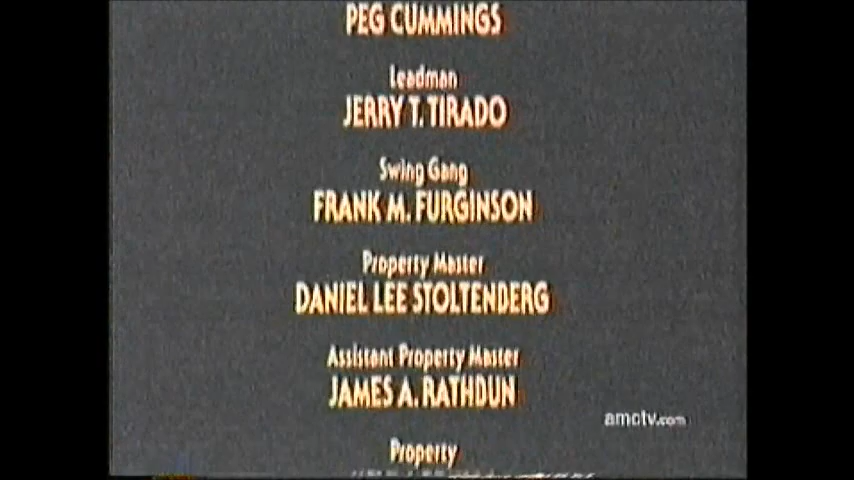 PEG CUMMINGS
Leadman
JERRY T. TIRADO
Swing Gang
FRANK M. FURGINSON
Property Master
DANIEL LEE STOLTENBERG
Assistant Property Master
JAMES A. RATHBUN
amctv.com
Property